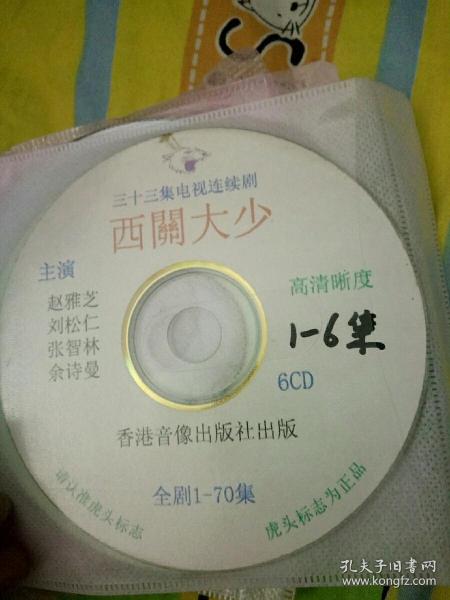 三十三集电视连续剧
西關大少
主演
赵雅芝
刘松仁
张智林
余诗曼
高清晰度
1-6集
6CD
香港音像出版社出版
全剧1-70集
请认准虎头标志
虎头标志为正品
孔夫子旧书网
www.kongfz.com